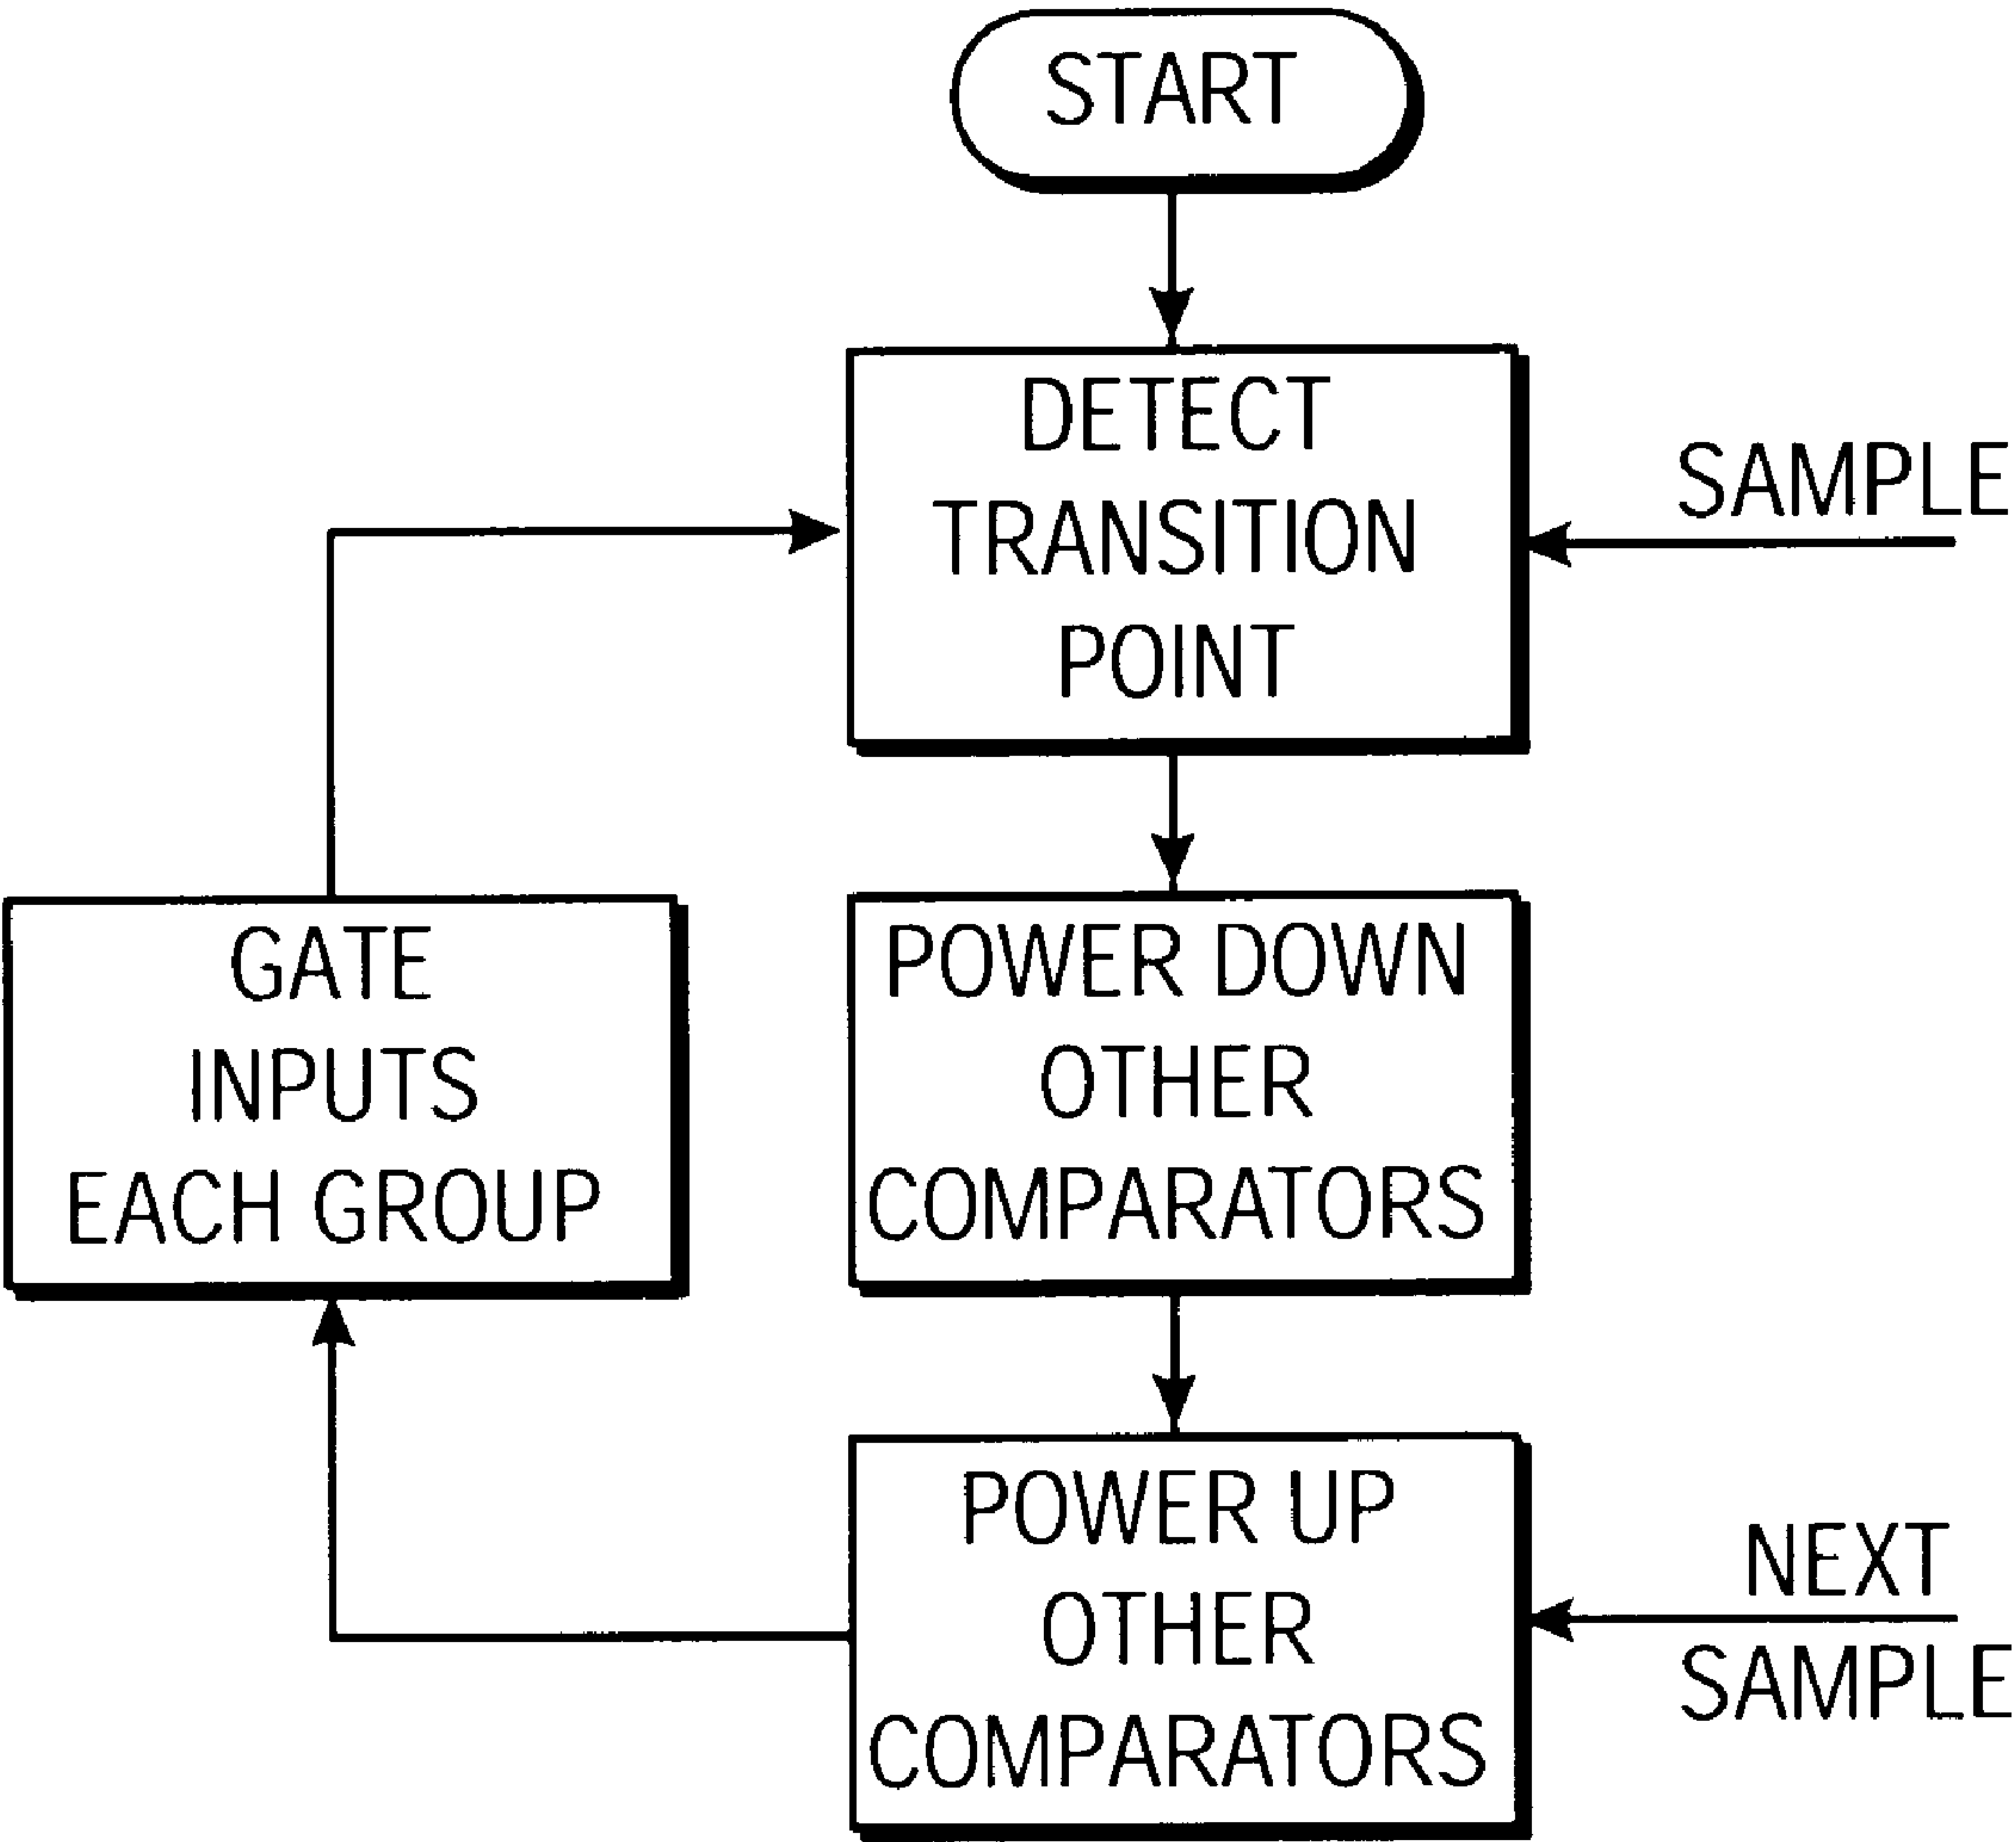 START
DETECT
TRANSITION
POINT
SAMPLE
GATE
INPUTS
EACH GROUP
POWER DOWN
OTHER
COMPARATORS
POWER UP
OTHER
COMPARATORS
NEXT
SAMPLE